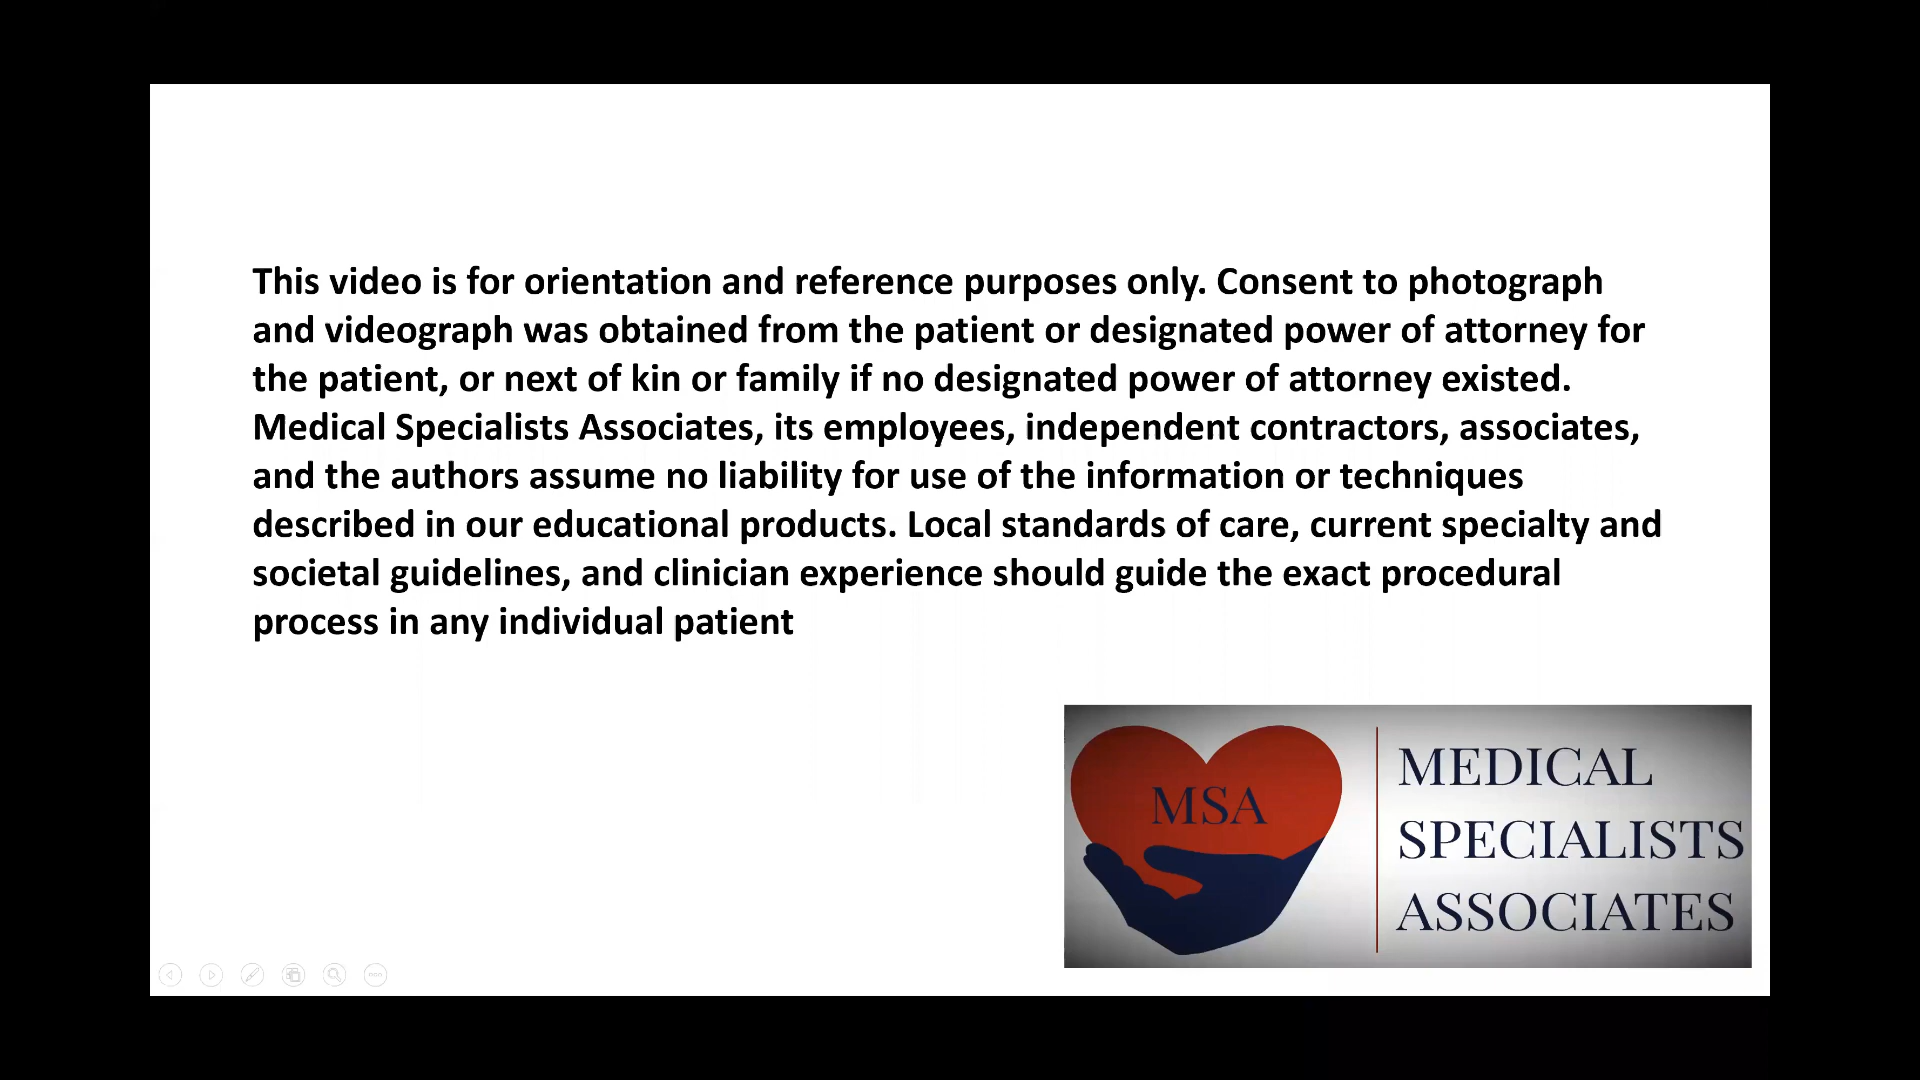 This video is for orientation and reference purposes only. Consent to photograph
and videograph was obtained from the patient or designated power of attorney for
the patient, or next of kin or family if no designated power of attorney existed.
Medical Specialists Associates, its employees, independent contractors, associates,
and the authors assume no liability for use of the information or techniques
described in our educational products. Local standards of care, current specialty and
societal guidelines, and clinician experience should guide the exact procedural
process in any individual patient
MSA
MEDICAL
SPECIALISTS
ASSOCIATES